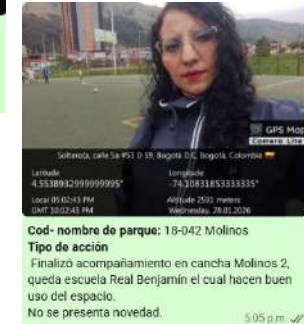 GPS Map
Camera Lite
Soltero/a, calle 5a #53 D 59, Bogotá D.C, Bogotá, Colombia
Latitude
4.5538932999999995°
Longitude
-74.10831853333335°
Local 05:02:43 PM
GMT 10:02:43 PM
Altitude 2591 meters
Wednesday, 28.01.2026
Cod- nombre de parque: 18-042 Molinos
Tipo de acción
Finalizó acompañamiento en cancha Molinos 2,
queda escuela Real Benjamín el cual hacen buen
uso del espacio.
No se presenta novedad.
5:05 p.m.